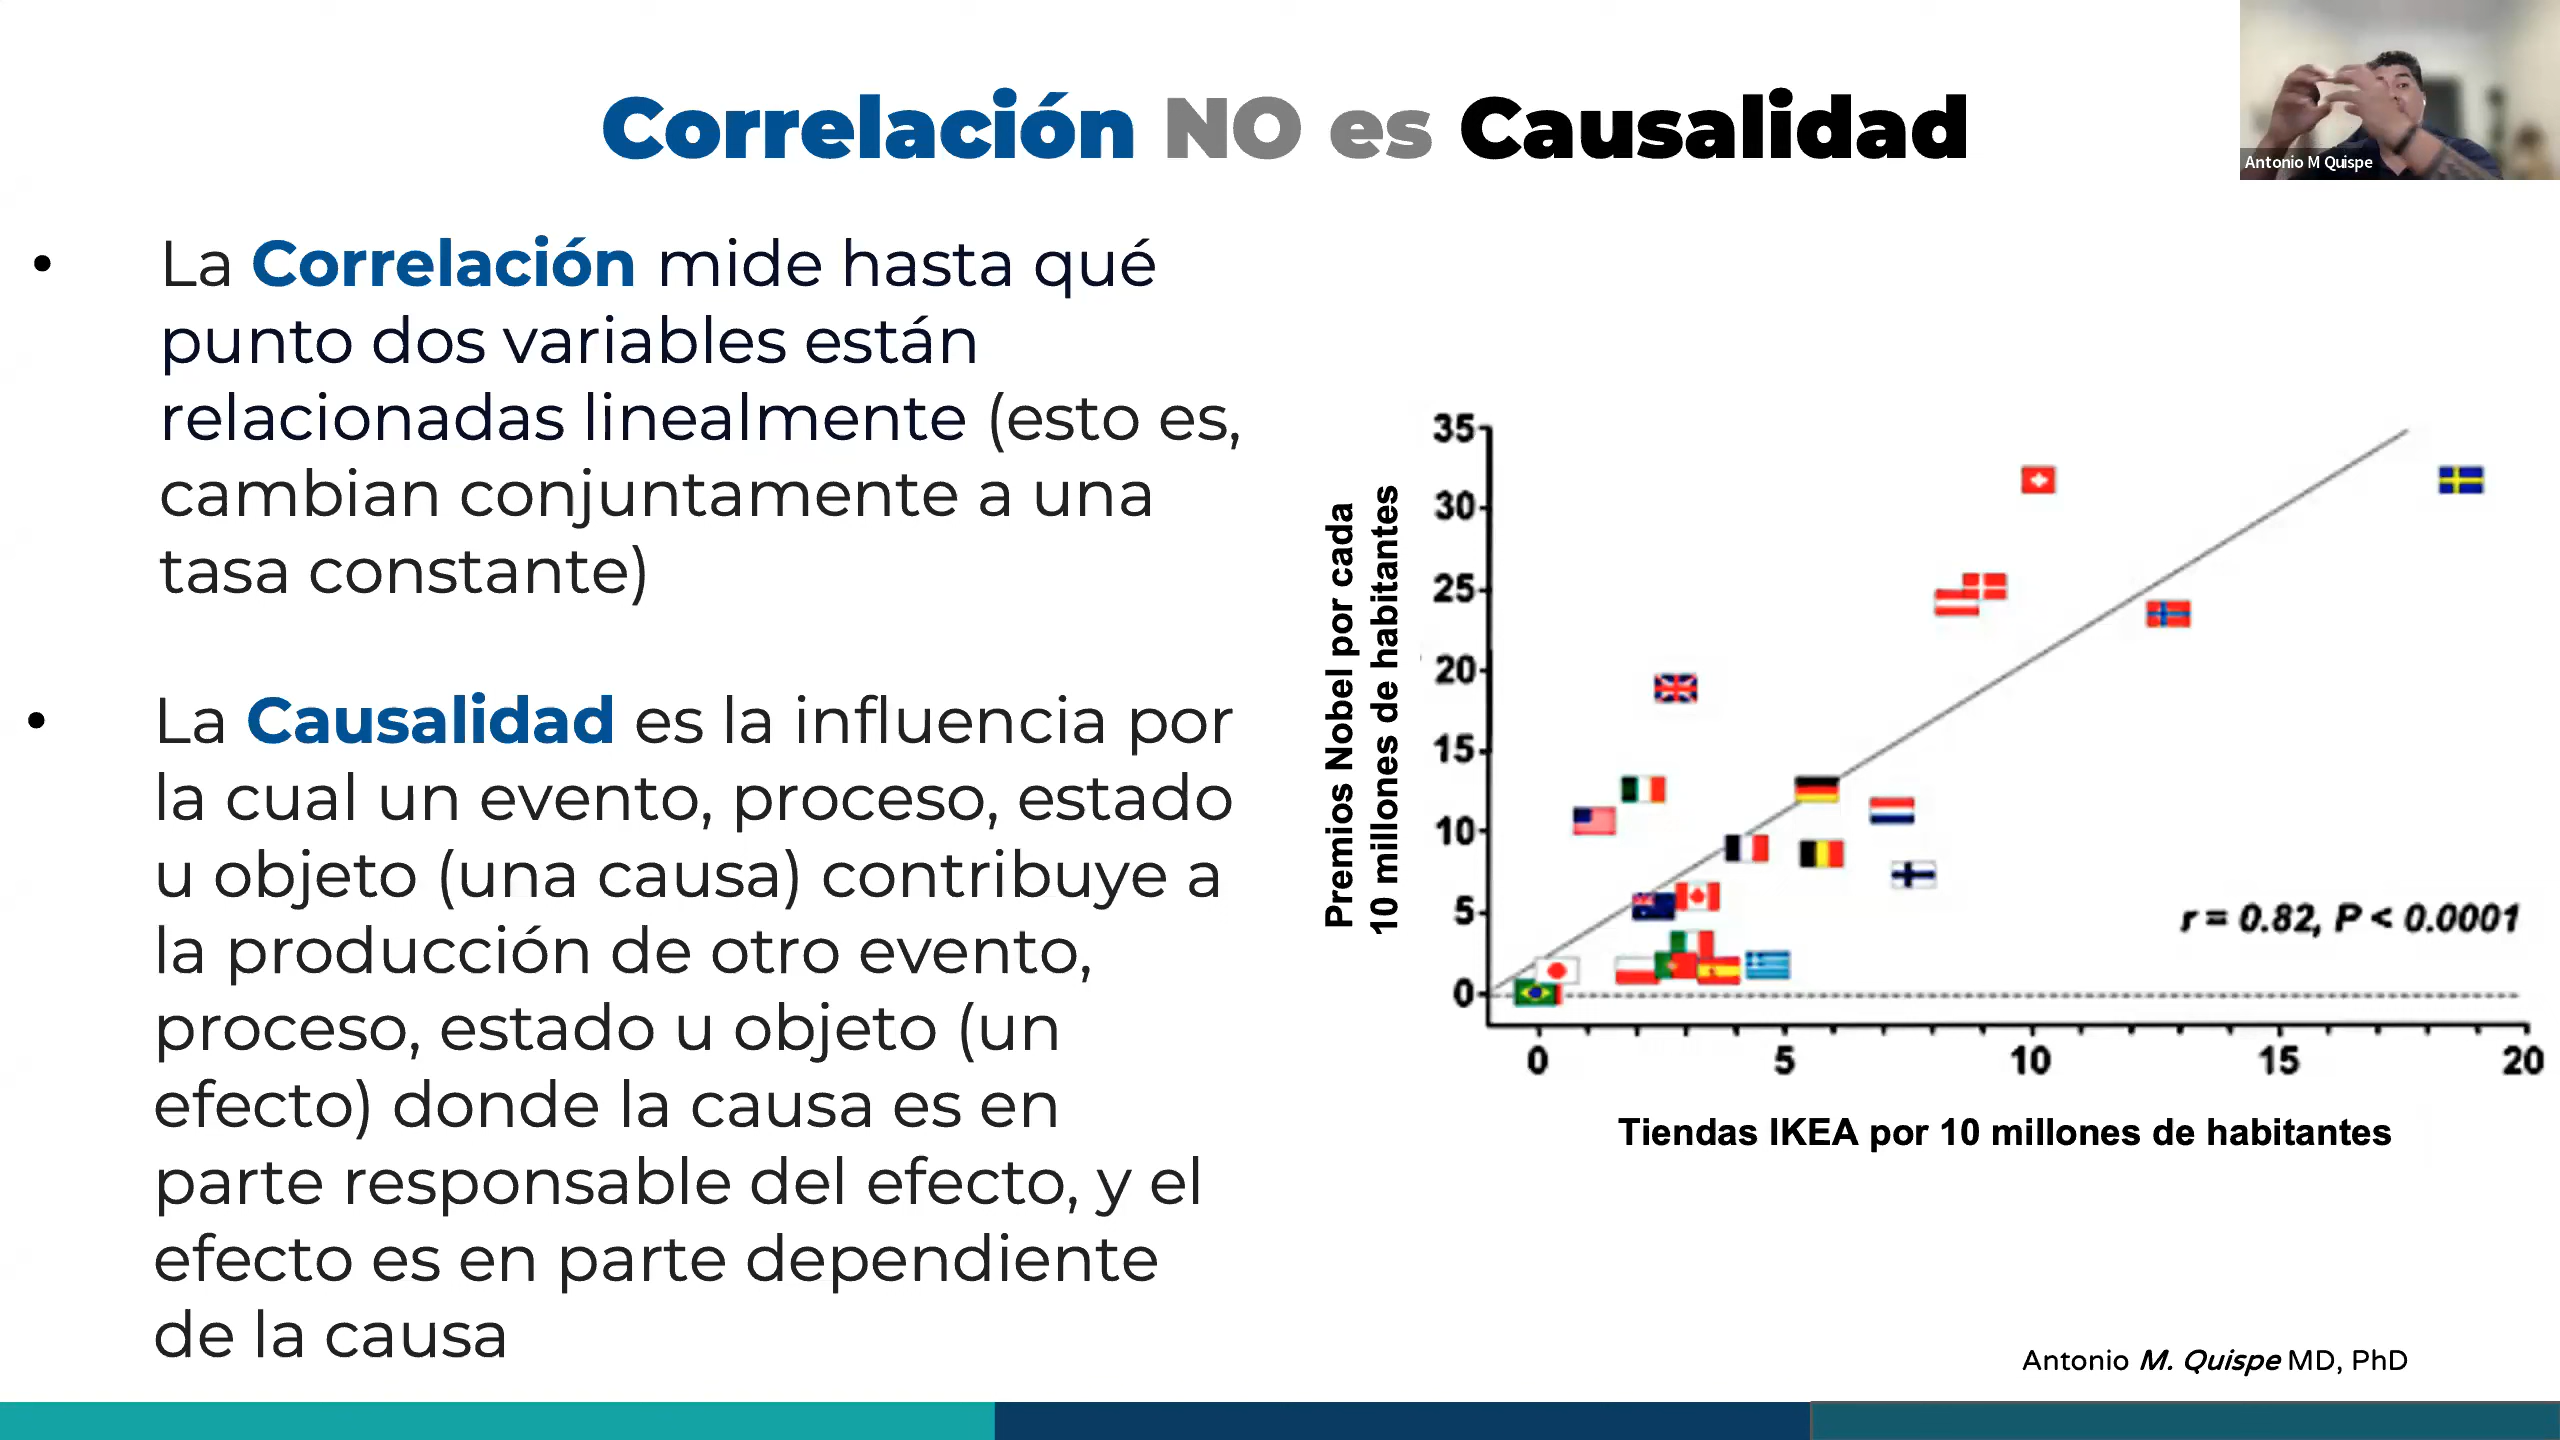 Correlación NO es Causalidad
Antonio M Quispe
• La Correlación mide hasta qué
punto dos variables están
relacionadas linealmente (esto es,
cambian conjuntamente a una
tasa constante)
• La Causalidad es la influencia por
la cual un evento, proceso, estado
u objeto (una causa) contribuye a
la producción de otro evento,
proceso, estado u objeto (un
efecto) donde la causa es en
parte responsable del efecto, y el
efecto es en parte dependiente
de la causa
Premios Nobel por cada
10 millones de habitantes
35
30
25
20
15
10
5
0
r = 0.82, P < 0.0001
0 5 10 15 20
Tiendas IKEA por 10 millones de habitantes
Antonio M. Quispe MD, PhD